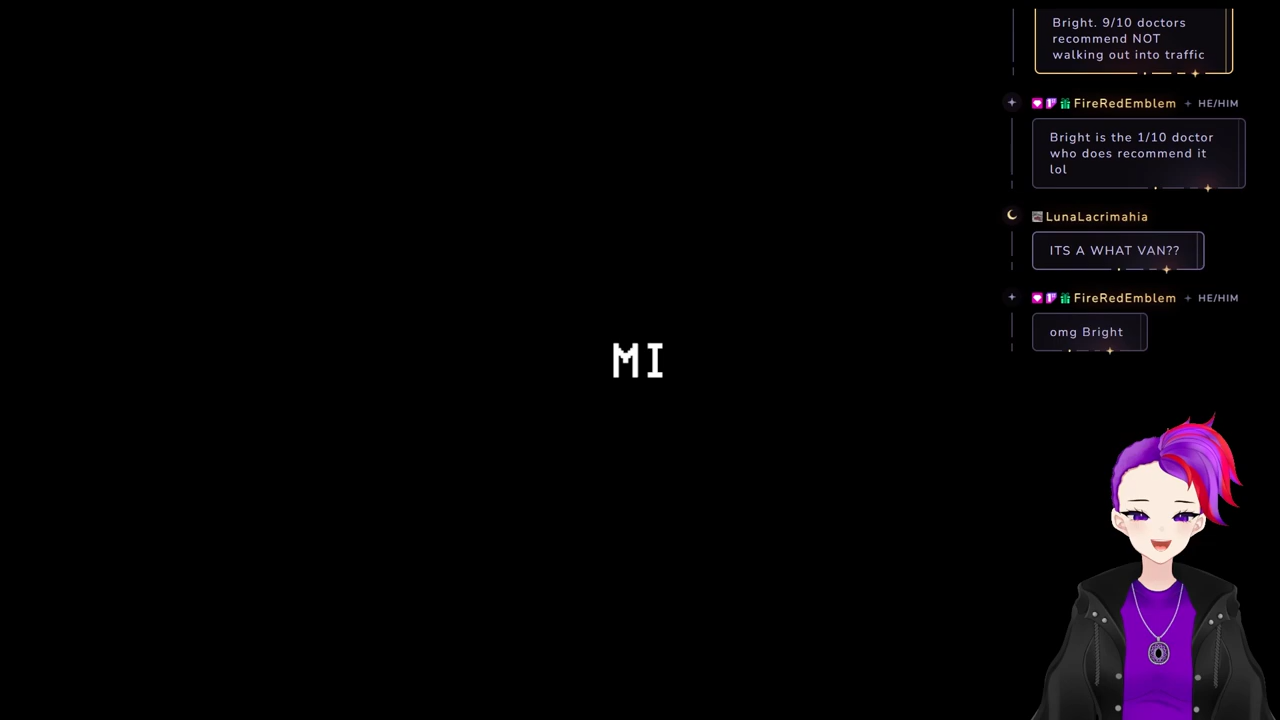 MI
Bright. 9/10 doctors
recommend NOT
walking out into traffic
FireRedEmblem HE/HIM
Bright is the 1/10 doctor
who does recommend it
lol
LunaLacrimahia
ITS A WHAT VAN??
FireRedEmblem HE/HIM
omg Bright